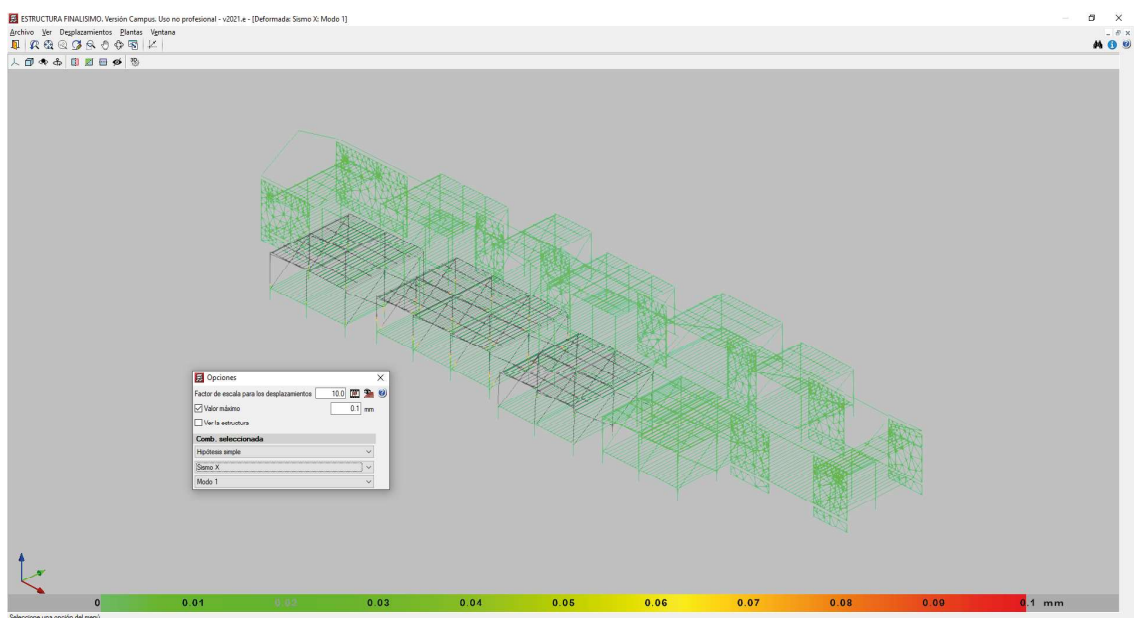 ESTRUCTURA FINALISIMO. Versión Campus. Uso no profesional - v2021.e - [Deformada: Sismo X: Modo 1]
Archivo Ver Desplazamientos Plantas Ventana
3D
Opciones
Factor de escala para los desplazamientos 10.0
Valor máximo 0.1 mm
Ver la estructura
Comb. seleccionada
Hipótesis simple
Sismo X
Modo 1
0 0.01 0.02 0.03 0.04 0.05 0.06 0.07 0.08 0.09 0.1 mm
Seleccione una opción del menú